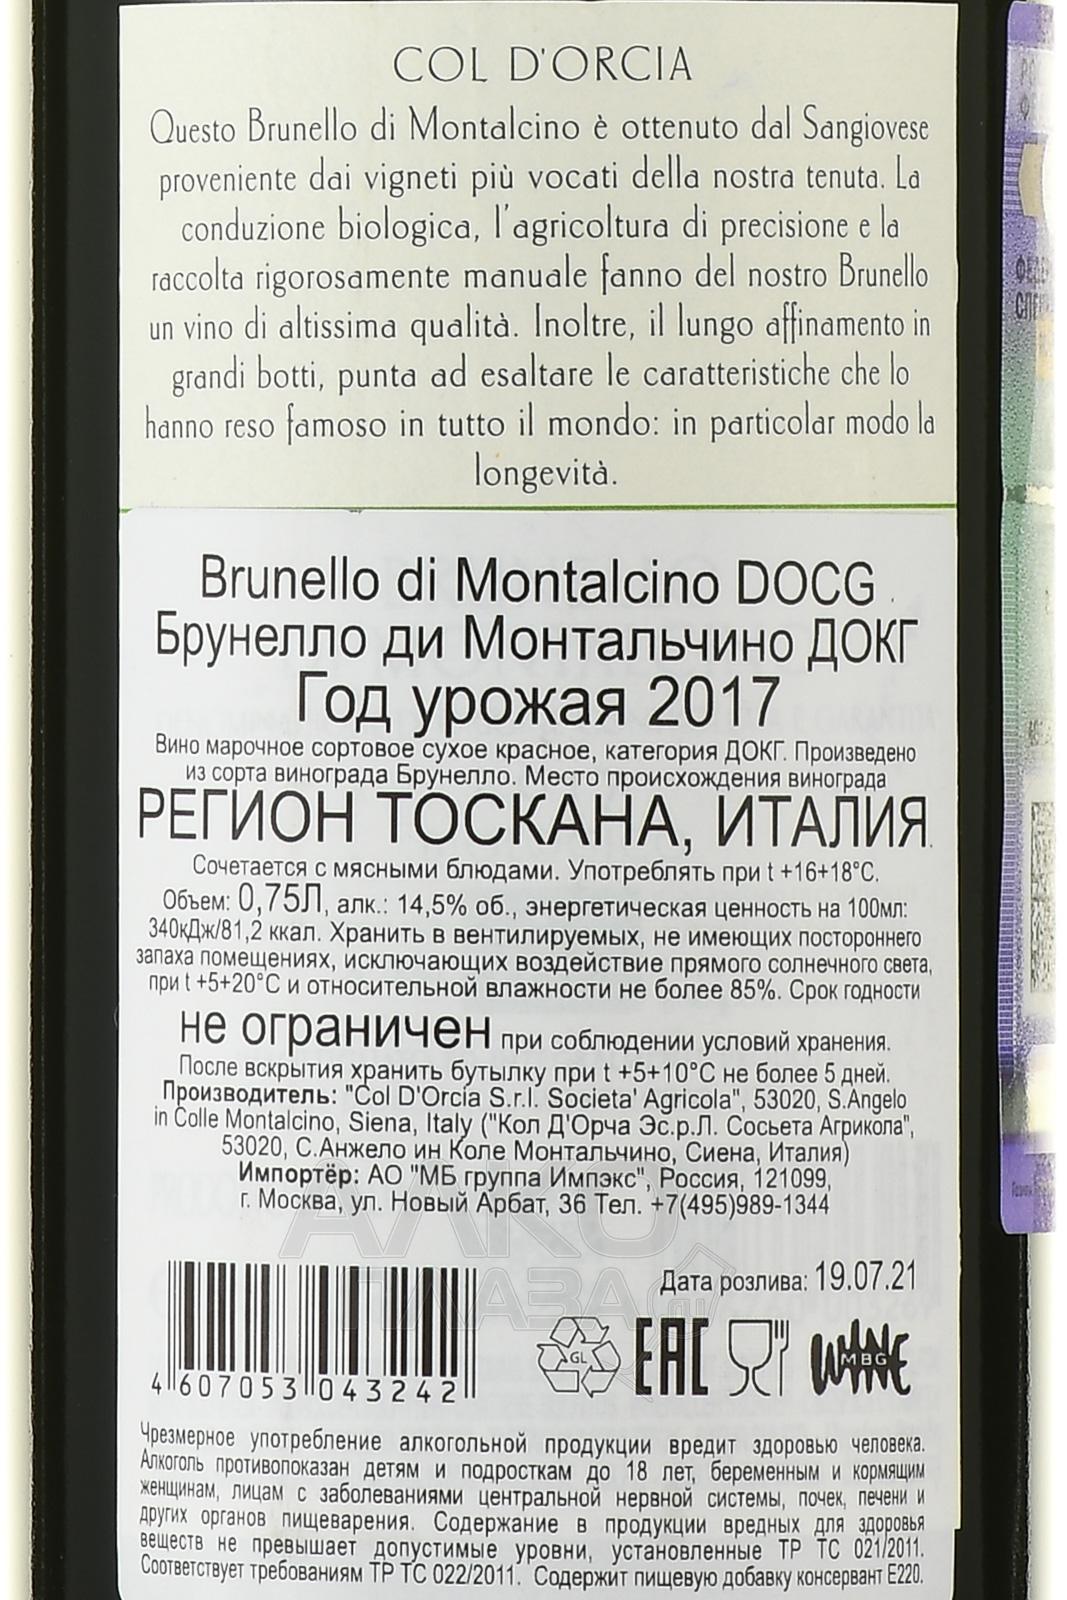 COL D'ORCIA
Questo Brunello di Montalcino è ottenuto dal Sangiovese
proveniente dai vigneti più vocati della nostra tenuta. La
conduzione biologica, l'agricoltura di precisione e la
raccolta rigorosamente manuale fanno del nostro Brunello
un vino di altissima qualità. Inoltre, il lungo affinamento in
grandi botti, punta ad esaltare le caratteristiche che lo
hanno reso famoso in tutto il mondo: in particolar modo la
longevità.
Brunello di Montalcino DOCG
Брунелло ди Монтальчино ДОКГ
Год урожая 2017
Вино марочное сортовое сухое красное, категория ДОКГ. Произведено
из сорта винограда Брунелло. Место происхождения винограда
РЕГИОН ТОСКАНА, ИТАЛИЯ.
Сочетается с мясными блюдами. Употреблять при t +16+18°С.
Объем: 0,75Л, алк.: 14,5% об., энергетическая ценность на 100мл:
340кДж/81,2 ккал. Хранить в вентилируемых, не имеющих постороннего
запаха помещениях, исключающих воздействие прямого солнечного света,
при t +5+20°С и относительной влажности не более 85%. Срок годности
не ограничен при соблюдении условий хранения.
После вскрытия хранить бутылку при t +5+10°С не более 5 дней.
Производитель: "Col D'Orcia S.r.l. Societa' Agricola", 53020, S.Angelo
in Colle Montalcino, Siena, Italy ("Кол Д'Орча Эс.р.Л. Сосьета Агрикола",
53020, С.Анжело ин Коле Монтальчино, Сиена, Италия)
Импортёр: АО "МБ группа Импэкс", Россия, 121099,
г. Москва, ул. Новый Арбат, 36 Тел. +7(495)989-1344
АЛКО
ПЛАЗА.ru
Дата розлива: 19.07.21
4 607053 043242
GL EAC WINE MBG
Чрезмерное употребление алкогольной продукции вредит здоровью человека.
Алкоголь противопоказан детям и подросткам до 18 лет, беременным и кормящим
женщинам, лицам с заболеваниями центральной нервной системы, почек, печени и
других органов пищеварения. Содержание в продукции вредных для здоровья
веществ не превышает допустимые уровни, установленные ТР ТС 021/2011.
Соответствует требованиям ТР ТС 022/2011. Содержит пищевую добавку консервант Е220.